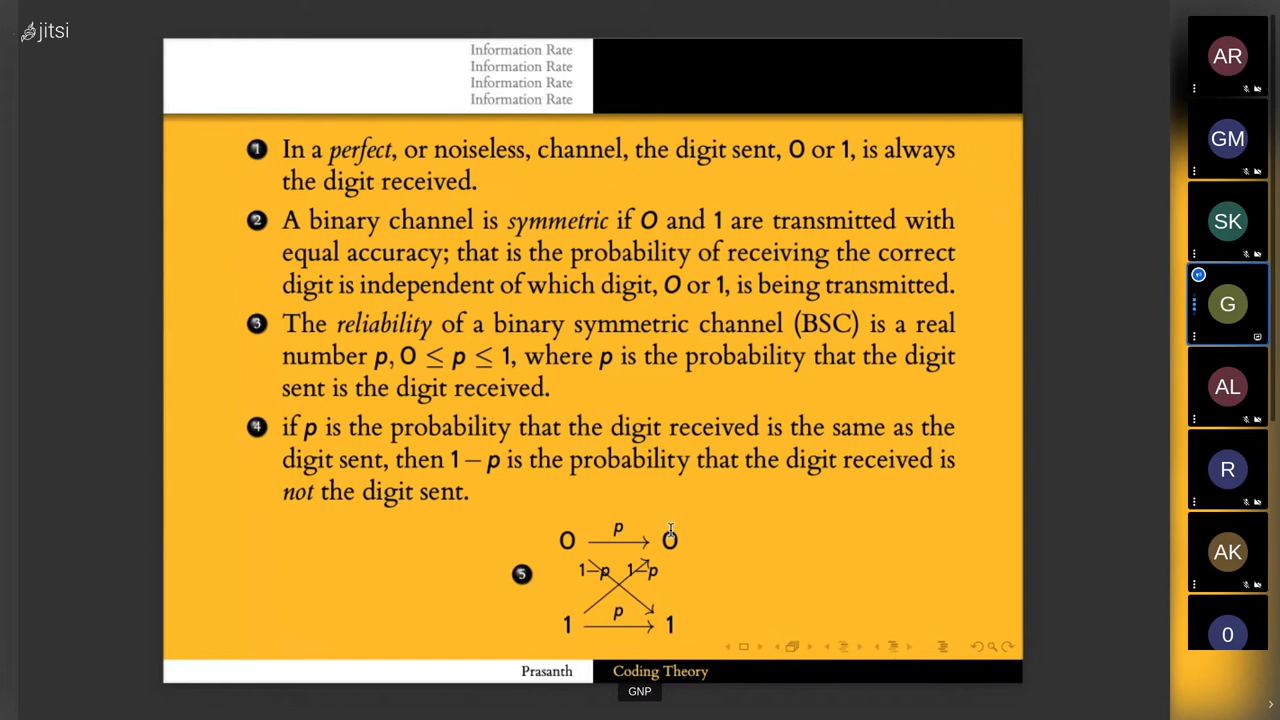 jitsi
Information Rate
Information Rate
Information Rate
Information Rate
1 In a perfect, or noiseless, channel, the digit sent, 0 or 1, is always
the digit received.
2 A binary channel is symmetric if 0 and 1 are transmitted with
equal accuracy; that is the probability of receiving the correct
digit is independent of which digit, 0 or 1, is being transmitted.
3 The reliability of a binary symmetric channel (BSC) is a real
number p, 0 ≤ p ≤ 1, where p is the probability that the digit
sent is the digit received.
4 if p is the probability that the digit received is the same as the
digit sent, then 1 − p is the probability that the digit received is
not the digit sent.
p
0 0
5 1−p 1−p
p
1 1
Prasanth Coding Theory
GNP
AR
GM
SK
G
AL
R
AK
0